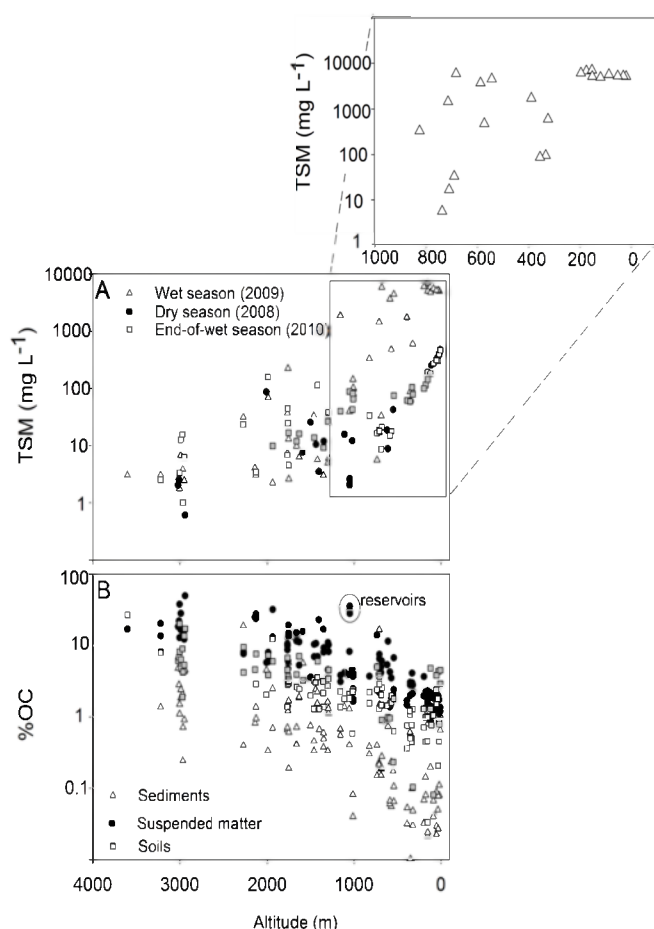 TSM (mg L⁻¹)
10000
1000
100
10
1
1000 800 600 400 200 0
TSM (mg L⁻¹)
10000
1000
100
10
1
A
Wet season (2009)
Dry season (2008)
End-of-wet season (2010)
%OC
100
10
1
0.1
B
reservoirs
Sediments
Suspended matter
Soils
4000 3000 2000 1000 0
Altitude (m)